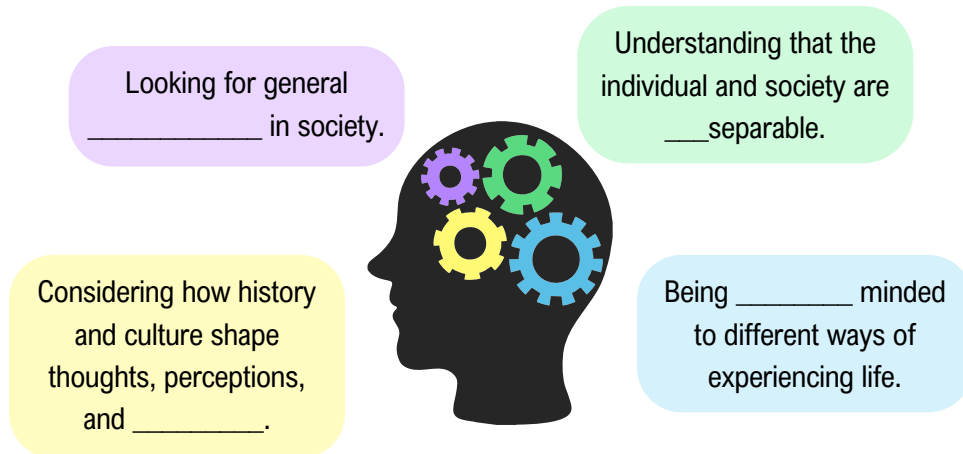 Looking for general
____________ in society.
Understanding that the
individual and society are
___separable.
Considering how history
and culture shape
thoughts, perceptions,
and _________.
Being ________ minded
to different ways of
experiencing life.